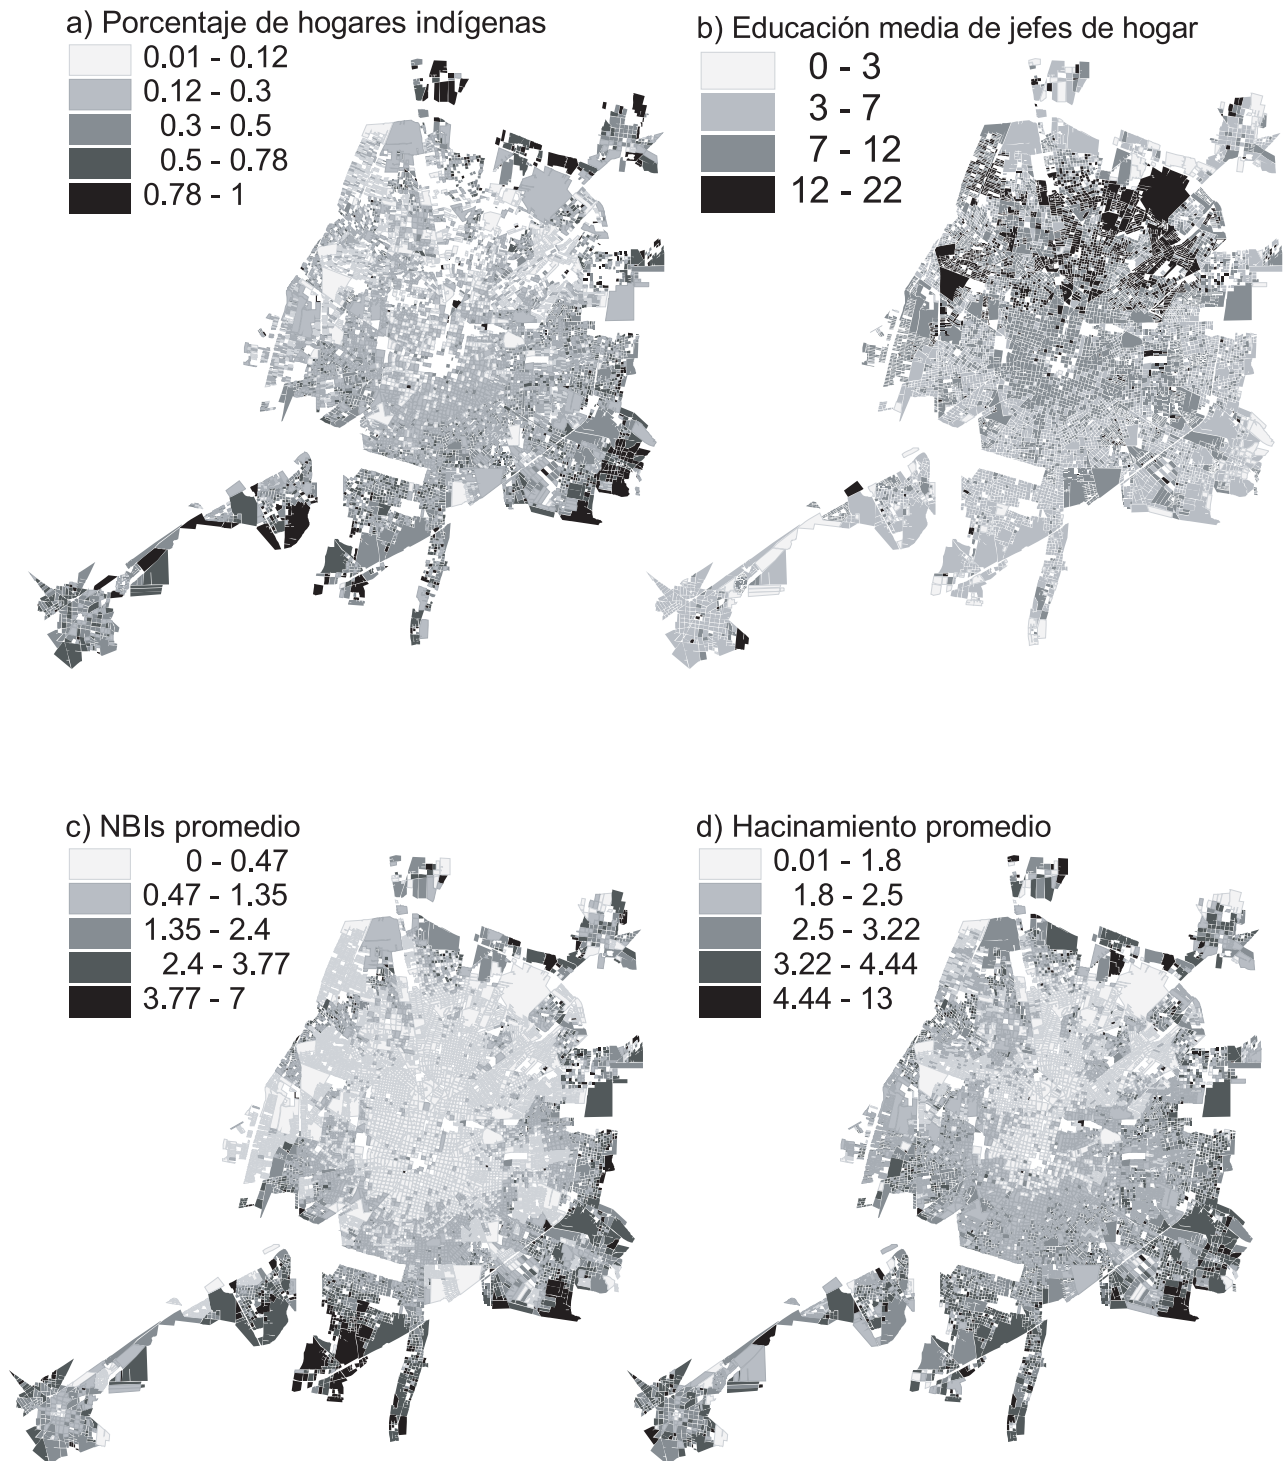 a) Porcentaje de hogares indígenas
0.01 - 0.12
0.12 - 0.3
0.3 - 0.5
0.5 - 0.78
0.78 - 1
b) Educación media de jefes de hogar
0 - 3
3 - 7
7 - 12
12 - 22
c) NBIs promedio
0 - 0.47
0.47 - 1.35
1.35 - 2.4
2.4 - 3.77
3.77 - 7
d) Hacinamiento promedio
0.01 - 1.8
1.8 - 2.5
2.5 - 3.22
3.22 - 4.44
4.44 - 13